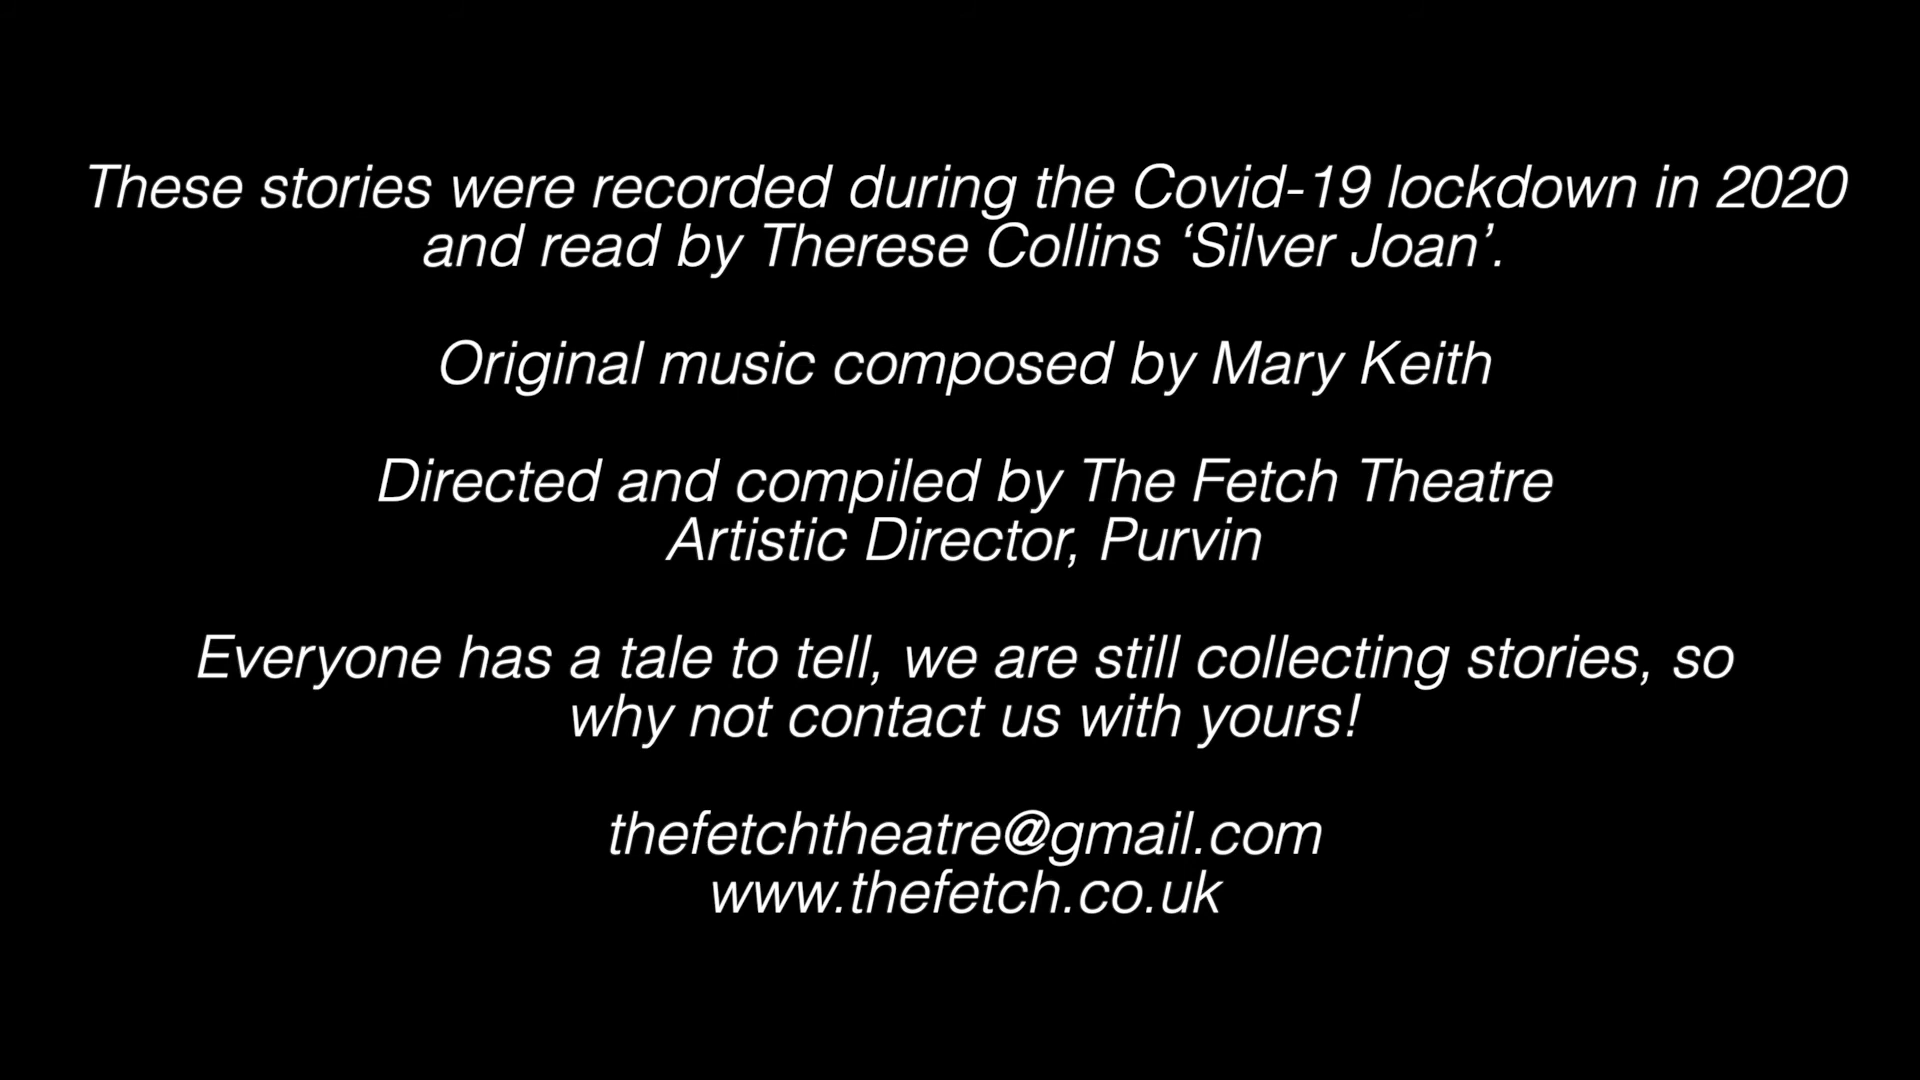 These stories were recorded during the Covid-19 lockdown in 2020
and read by Therese Collins ‘Silver Joan’.
Original music composed by Mary Keith
Directed and compiled by The Fetch Theatre
Artistic Director, Purvin
Everyone has a tale to tell, we are still collecting stories, so
why not contact us with yours!
thefetchtheatre@gmail.com
www.thefetch.co.uk